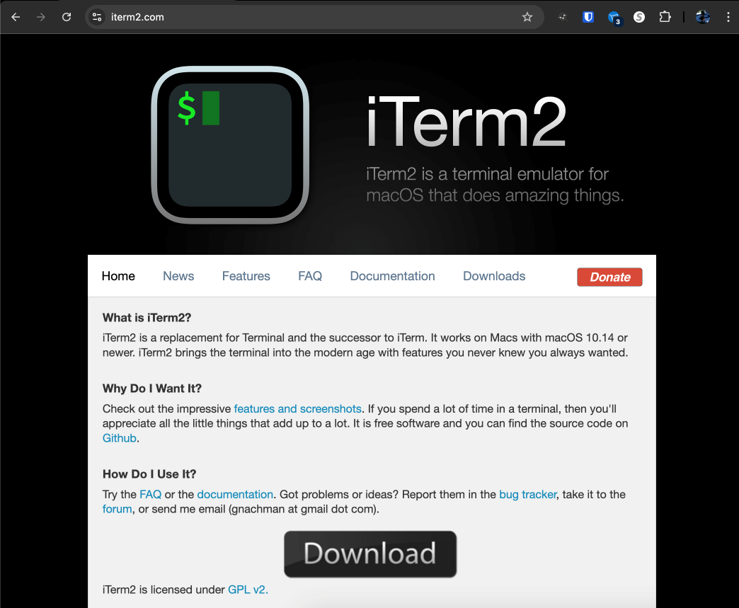 iterm2.com
3
S
$
iTerm2
iTerm2 is a terminal emulator for
macOS that does amazing things.
Home News Features FAQ Documentation Downloads Donate
What is iTerm2?
iTerm2 is a replacement for Terminal and the successor to iTerm. It works on Macs with macOS 10.14 or
newer. iTerm2 brings the terminal into the modern age with features you never knew you always wanted.
Why Do I Want It?
Check out the impressive features and screenshots. If you spend a lot of time in a terminal, then you'll
appreciate all the little things that add up to a lot. It is free software and you can find the source code on
Github.
How Do I Use It?
Try the FAQ or the documentation. Got problems or ideas? Report them in the bug tracker, take it to the
forum, or send me email (gnachman at gmail dot com).
Download
iTerm2 is licensed under GPL v2.